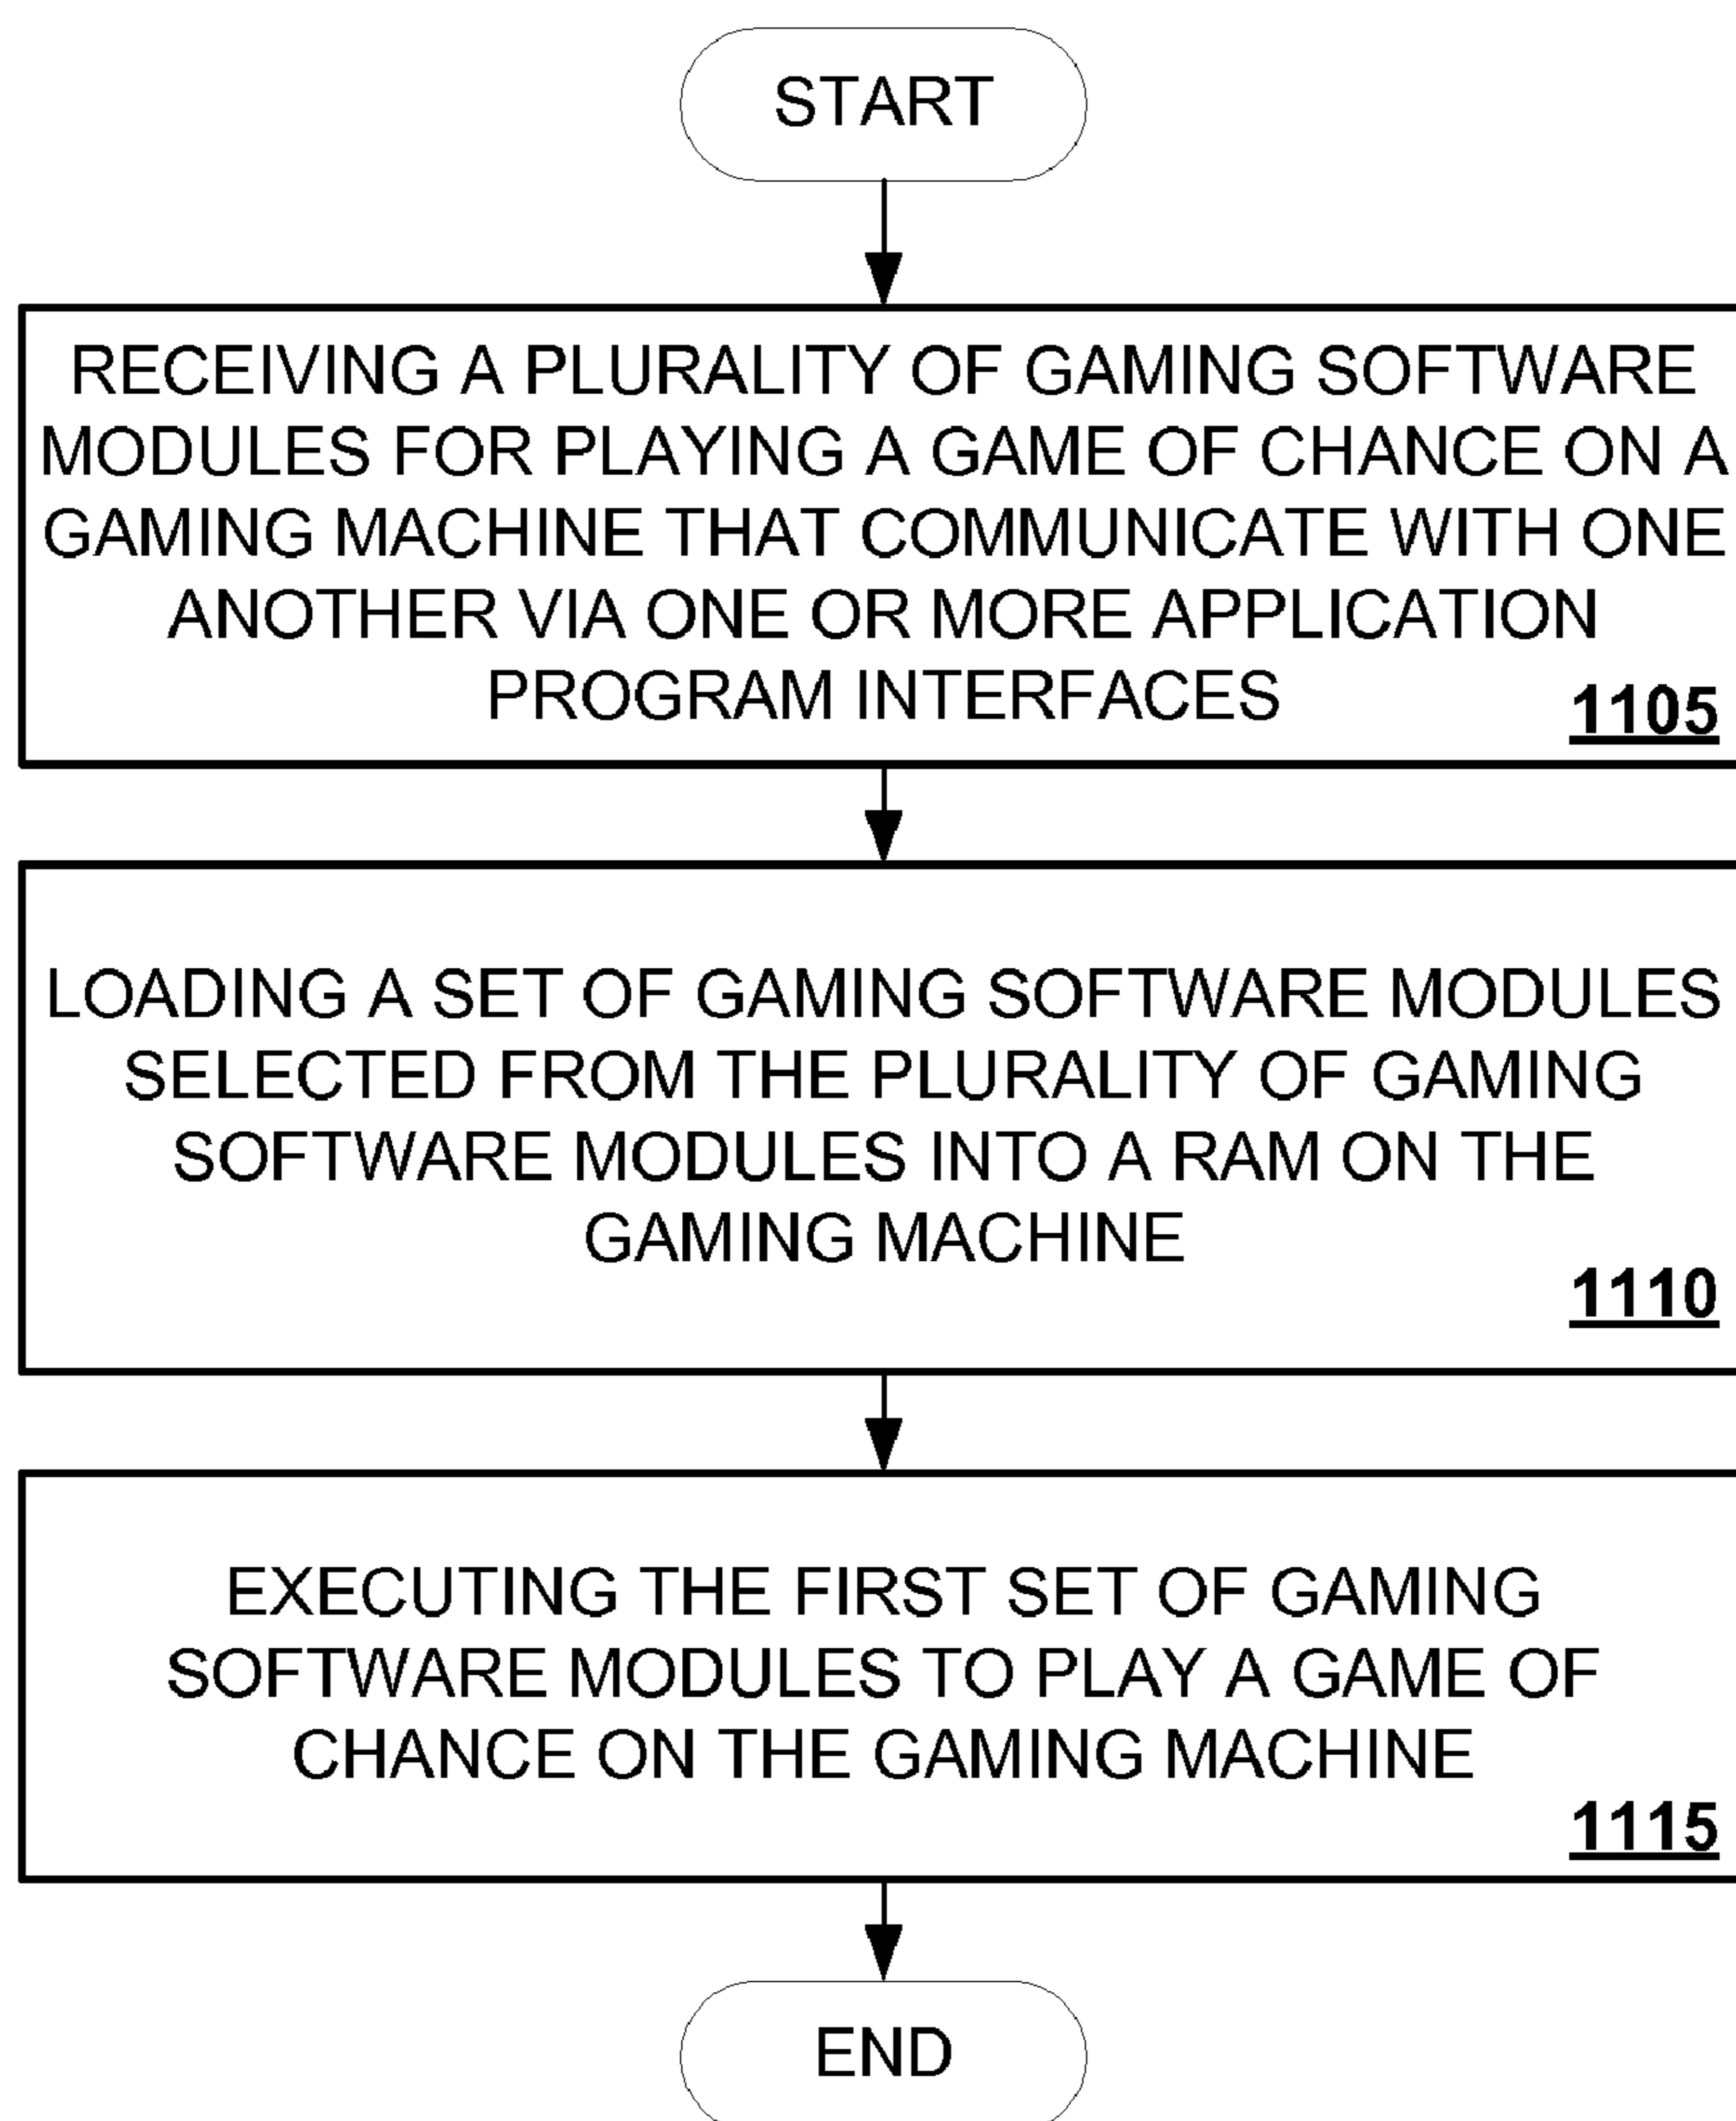 START
RECEIVING A PLURALITY OF GAMING SOFTWARE
MODULES FOR PLAYING A GAME OF CHANCE ON A
GAMING MACHINE THAT COMMUNICATE WITH ONE
ANOTHER VIA ONE OR MORE APPLICATION
PROGRAM INTERFACES
1105
LOADING A SET OF GAMING SOFTWARE MODULES
SELECTED FROM THE PLURALITY OF GAMING
SOFTWARE MODULES INTO A RAM ON THE
GAMING MACHINE
1110
EXECUTING THE FIRST SET OF GAMING
SOFTWARE MODULES TO PLAY A GAME OF
CHANCE ON THE GAMING MACHINE
1115
END